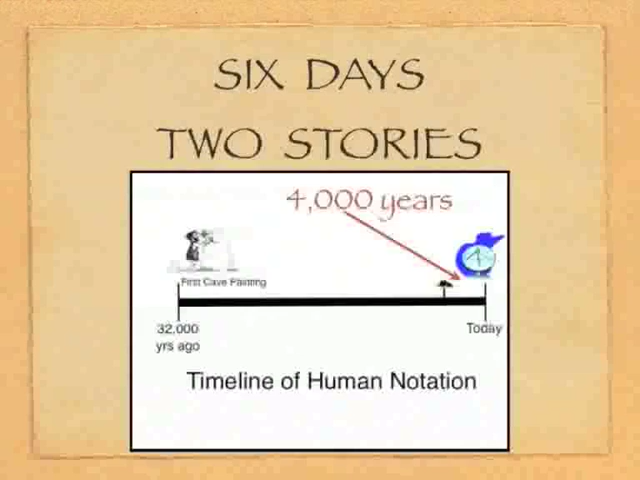 SIX DAYS
TWO STORIES
4,000 years
First Cave Painting
32,000
yrs ago
Today
Timeline of Human Notation